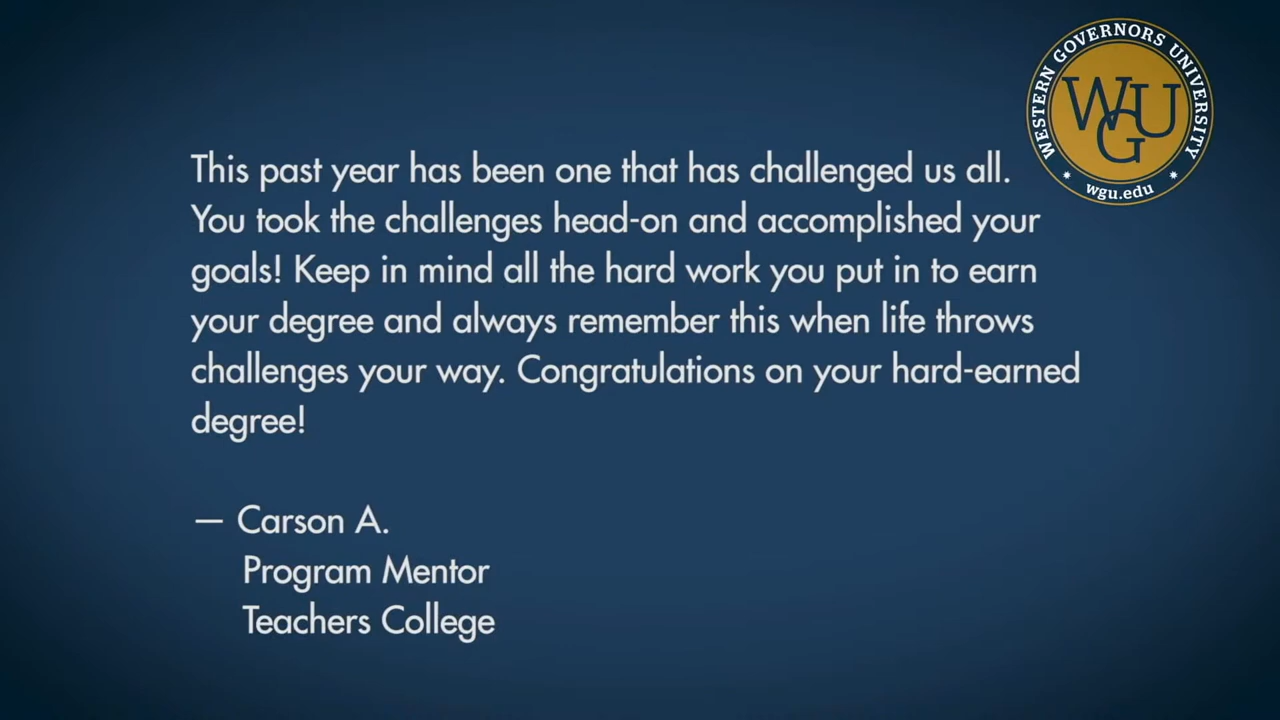 WESTERN GOVERNORS UNIVERSITY
WGU
wgu.edu
This past year has been one that has challenged us all.
You took the challenges head-on and accomplished your
goals! Keep in mind all the hard work you put in to earn
your degree and always remember this when life throws
challenges your way. Congratulations on your hard-earned
degree!
— Carson A.
Program Mentor
Teachers College